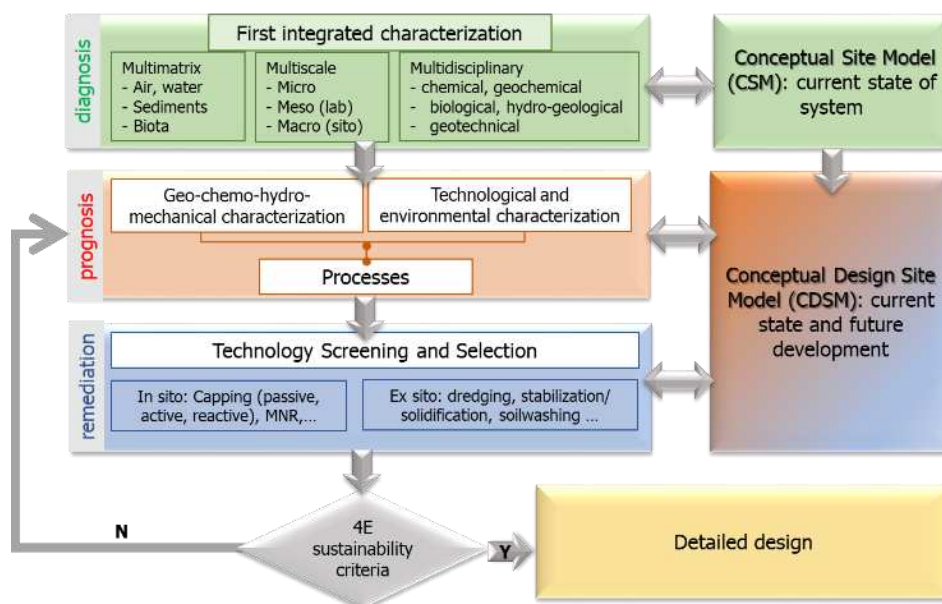 First integrated characterization
diagnosis
Multimatrix
- Air, water
- Sediments
- Biota
Multiscale
- Micro
- Meso (lab)
- Macro (sito)
Multidisciplinary
- chemical, geochemical
- biological, hydro-geological
- geotechnical
Conceptual Site Model
(CSM): current state of
system
prognosis
Geo-chemo-hydro-
mechanical characterization
Technological and
environmental characterization
Processes
Conceptual Design Site
Model (CDSM): current
state and future
development
remediation
Technology Screening and Selection
In sito: Capping (passive,
active, reactive), MNR,...
Ex sito: dredging, stabilization/
solidification, soilwashing ...
4E
sustainability
criteria
N
Y
Detailed design